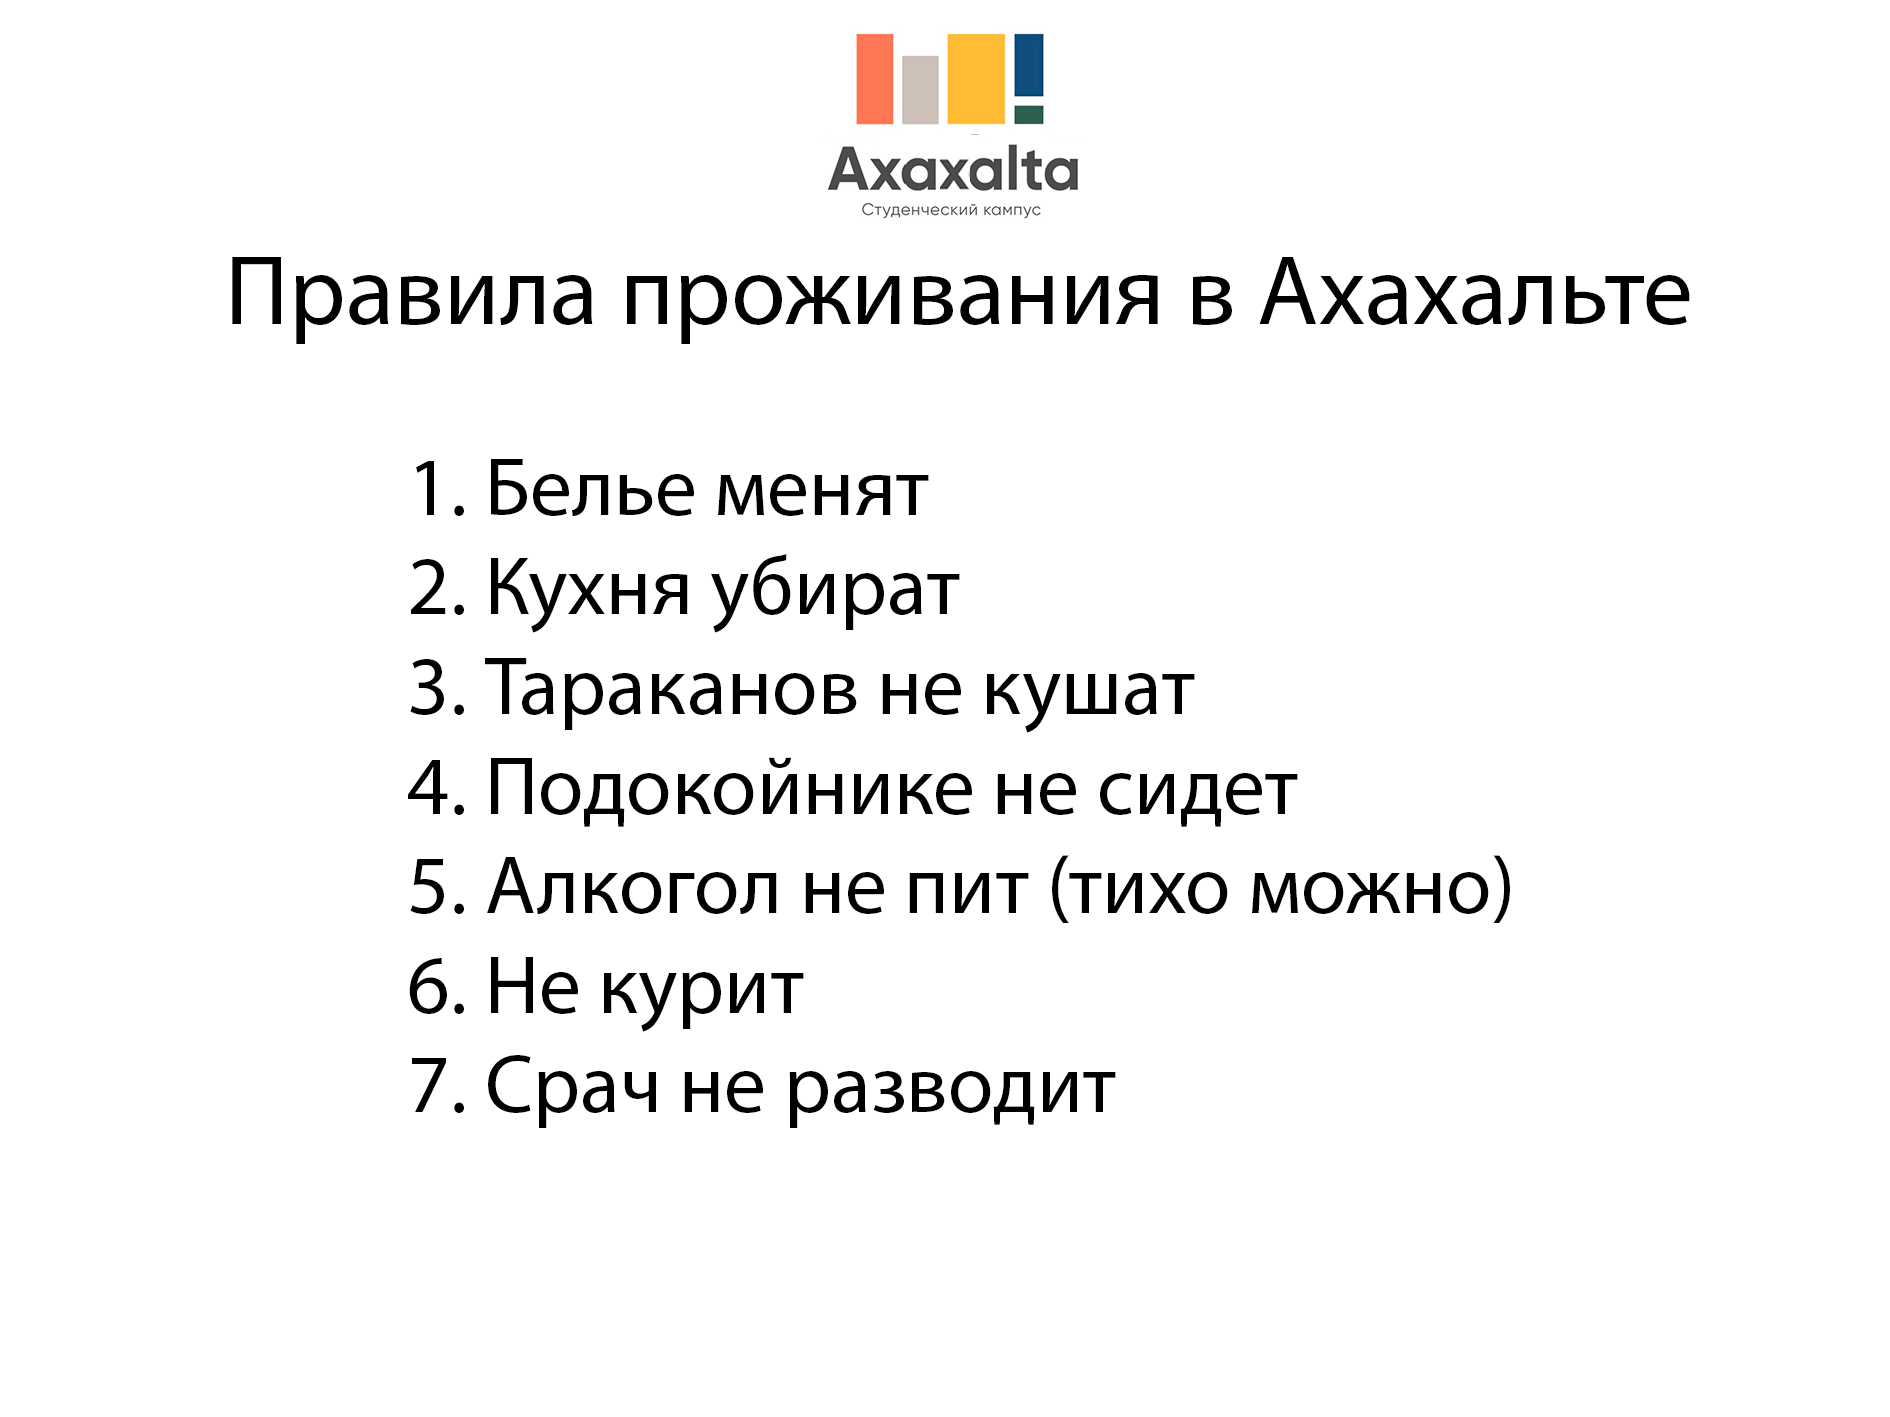 Axaxalta
Студенческий кампус
Правила проживания в Ахахальте
1. Белье менят
2. Кухня убират
3. Тараканов не кушат
4. Подокойнике не сидет
5. Алкогол не пит (тихо можно)
6. Не курит
7. Срач не разводит